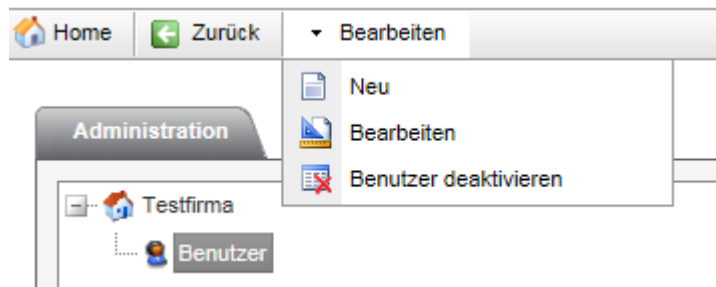 Home Zurück Bearbeiten
Neu
Administration
Bearbeiten
Benutzer deaktivieren
Testfirma
Benutzer